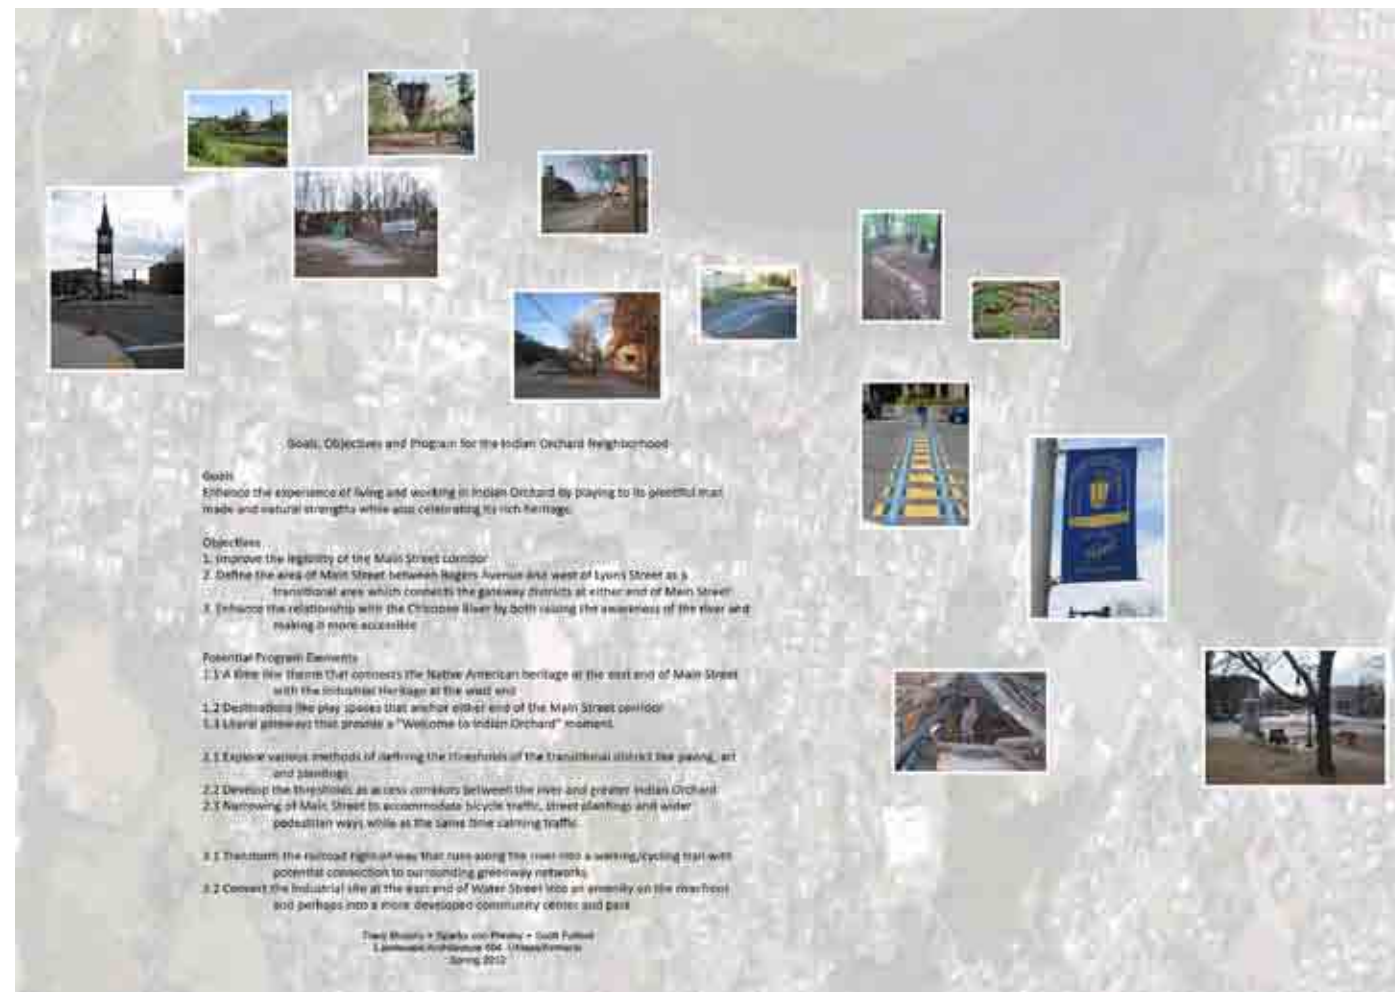 Goals, Objectives and Program for the Indian Orchard Neighborhood
Goals
Enhance the experience of living and working in Indian Orchard by playing to its plentiful man
made and natural strengths while also celebrating its rich heritage.
Objectives
1. Improve the legibility of the Main Street corridor
2. Define the area of Main Street between Rogers Avenue and west of Lyons Street as a
transitional area which connects the gateway districts at either end of Main Street
3. Enhance the relationship with the Chicopee River by both raising the awareness of the river and
making it more accessible
Potential Program Elements
1.1 A time line theme that connects the Native American heritage at the east end of Main Street
with the Industrial Heritage at the west end
1.2 Destinations like play spaces that anchor either end of the Main Street corridor
1.3 Literal gateways that provide a "Welcome to Indian Orchard" moment.
2.1 Explore various methods of defining the thresholds of the transitional district like paving, art
and plantings
2.2 Develop the thresholds as access corridors between the river and greater Indian Orchard
2.3 Narrowing of Main Street to accommodate bicycle traffic, street plantings and wider
pedestrian ways while at the same time calming traffic.
3.1 Transform the railroad right of way that runs along the river into a walking/cycling trail with
potential connection to surrounding greenway networks
3.2 Convert the industrial site at the east end of Water Street into an amenity on the riverfront
and perhaps into a more developed community center and park
Landscape Architecture 604 UMass/Amherst
Spring 2012